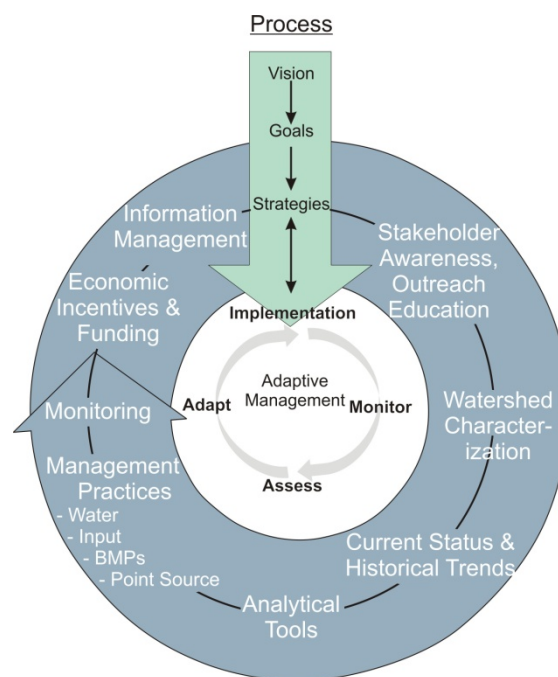 Process
Vision
Goals
Strategies
Implementation
Information
Management
Stakeholder
Awareness,
Outreach
Education
Economic
Incentives &
Funding
Adaptive
Management
Adapt
Monitor
Assess
Monitoring
Watershed
Character-
ization
Management
Practices
- Water
- Input
- BMPs
- Point Source
Current Status &
Historical Trends
Analytical
Tools